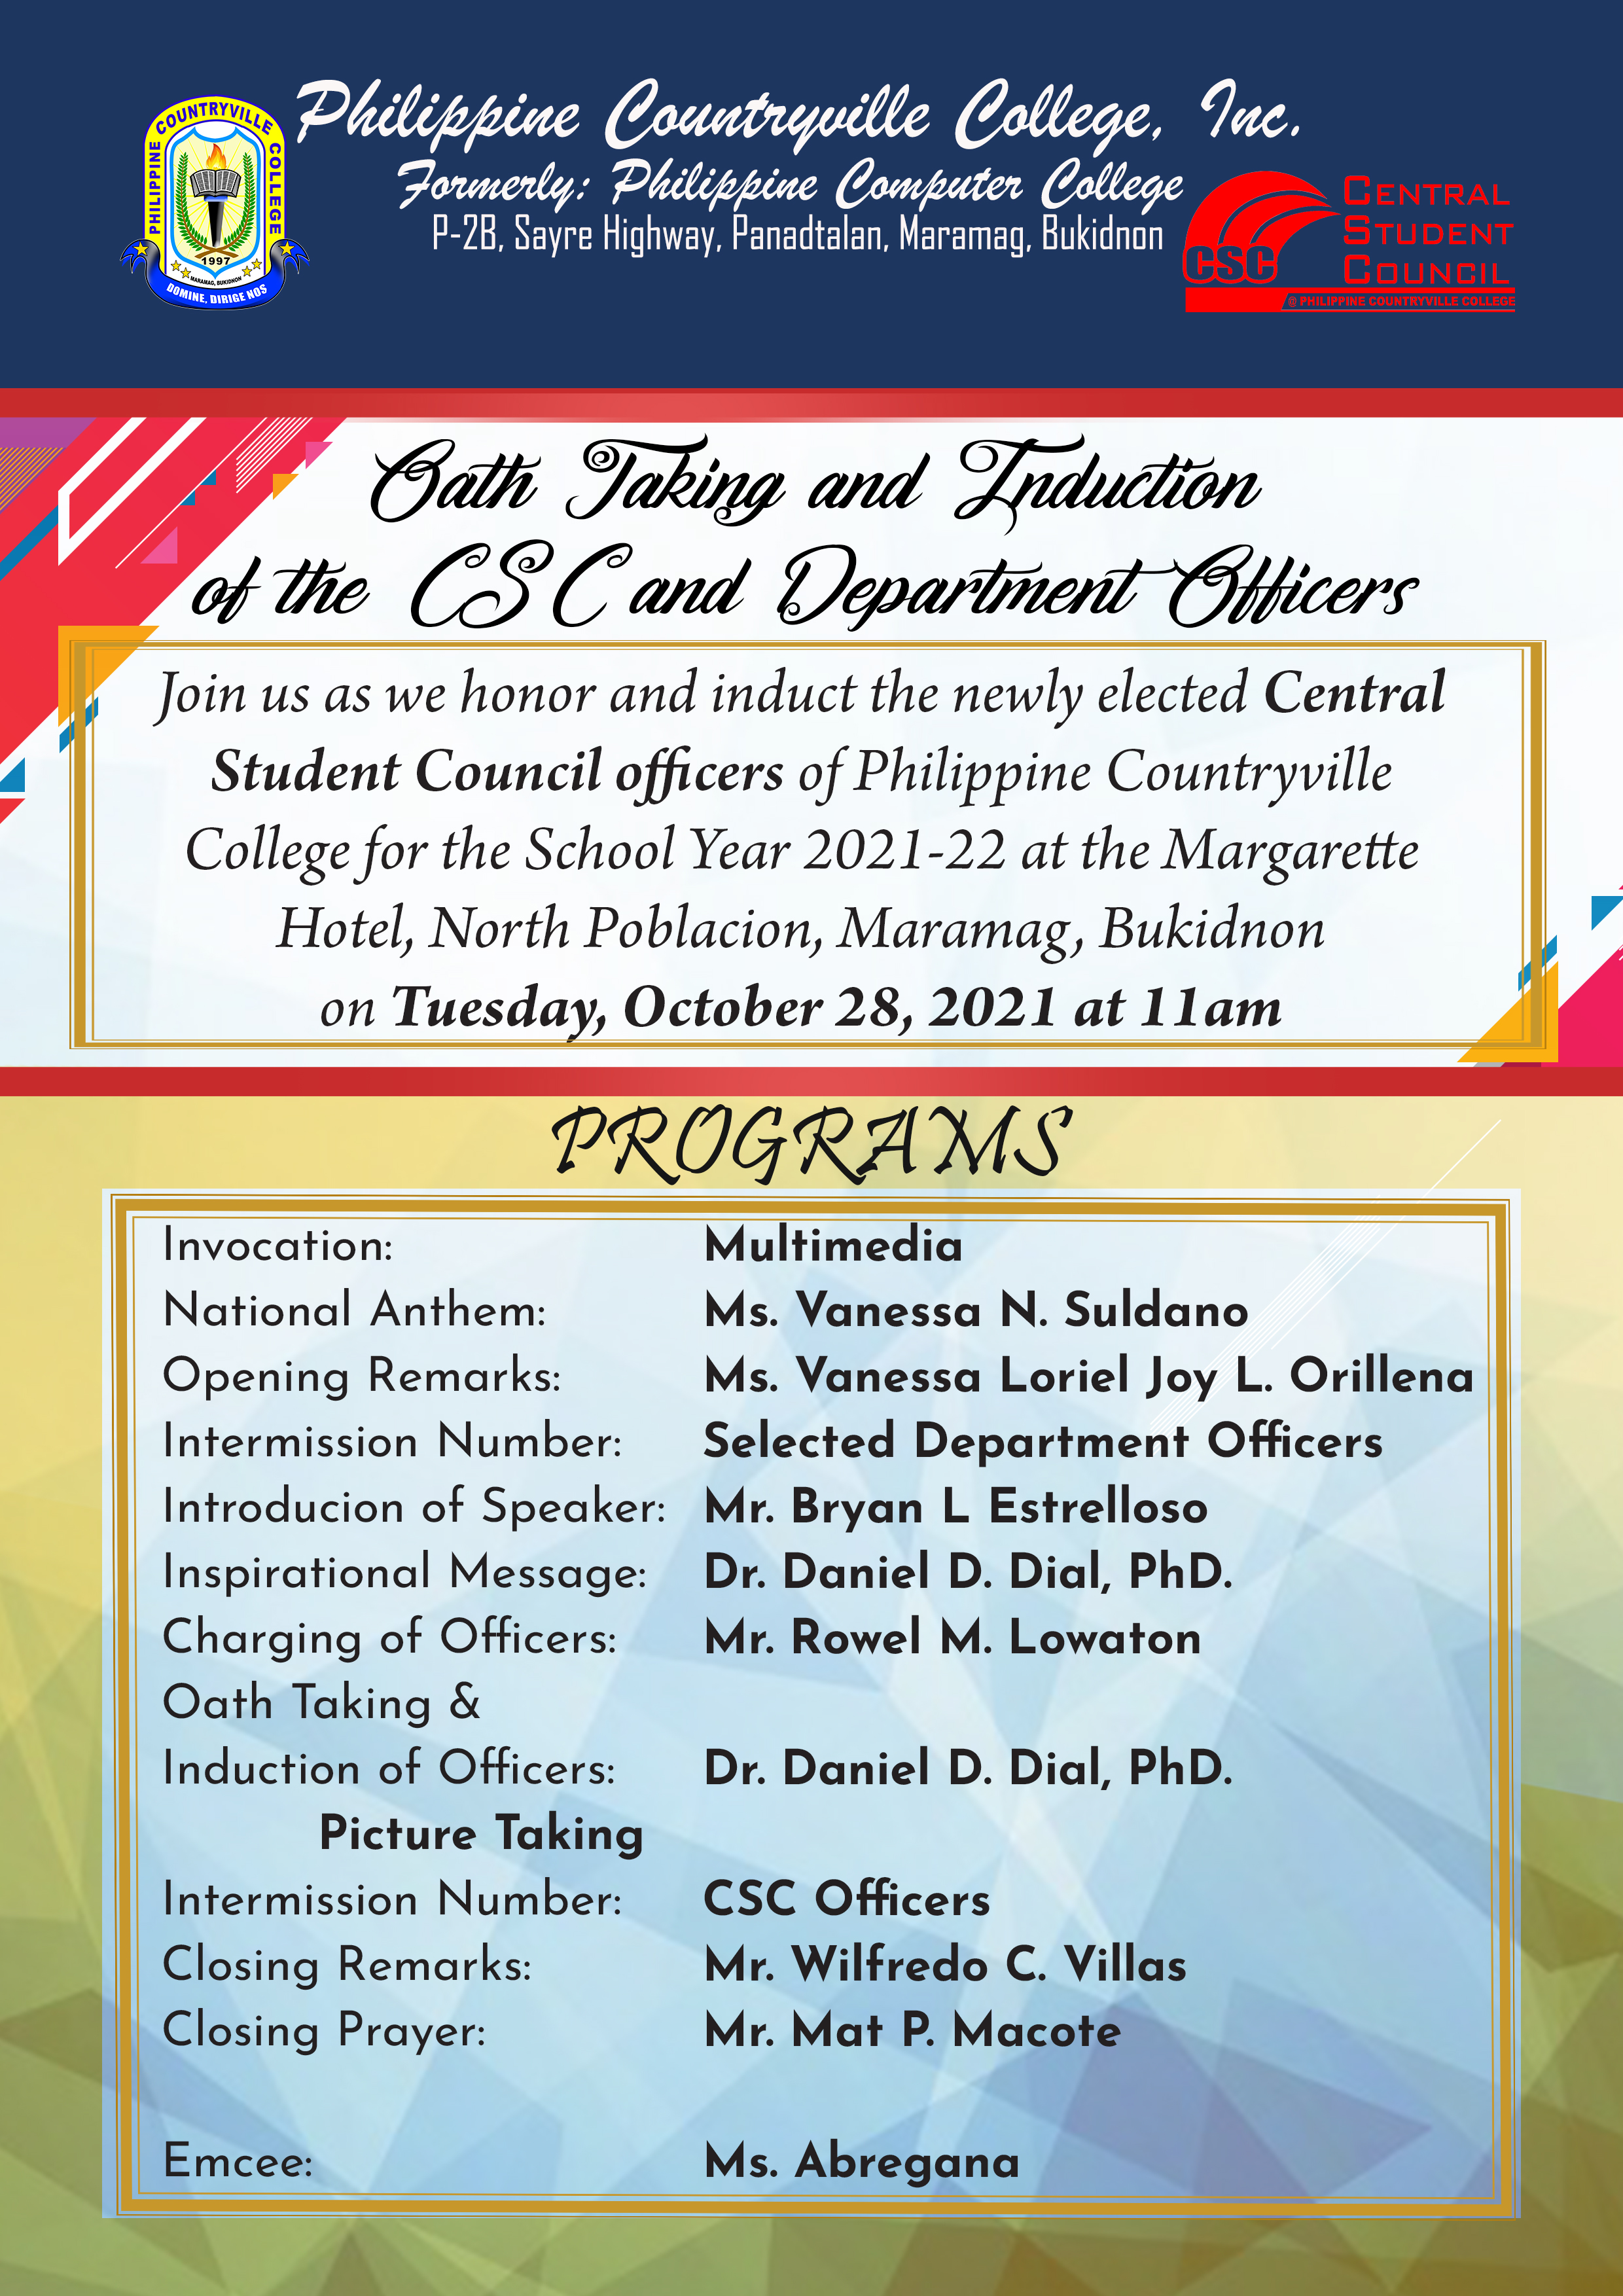 Philippine Countryville College, Inc.
Formerly: Philippine Computer College
P-2B, Sayre Highway, Panadtalan, Maramag, Bukidnon
PHILIPPINE COUNTRYVILLE COLLEGE
1997
MARAMAG, BUKIDNON
DOMINE, DIRIGE NOS
CSC
CENTRAL
STUDENT
COUNCIL
@ PHILIPPINE COUNTRYVILLE COLLEGE
Oath Taking and Induction
of the CSC and Department Officers
Join us as we honor and induct the newly elected Central
Student Council officers of Philippine Countryville
College for the School Year 2021-22 at the Margarette
Hotel, North Poblacion, Maramag, Bukidnon
on Tuesday, October 28, 2021 at 11am
PROGRAMS
Invocation: Multimedia
National Anthem: Ms. Vanessa N. Suldano
Opening Remarks: Ms. Vanessa Loriel Joy L. Orillena
Intermission Number: Selected Department Officers
Introducion of Speaker: Mr. Bryan L Estrelloso
Inspirational Message: Dr. Daniel D. Dial, PhD.
Charging of Officers: Mr. Rowel M. Lowaton
Oath Taking &
Induction of Officers: Dr. Daniel D. Dial, PhD.
Picture Taking
Intermission Number: CSC Officers
Closing Remarks: Mr. Wilfredo C. Villas
Closing Prayer: Mr. Mat P. Macote
Emcee: Ms. Abregana